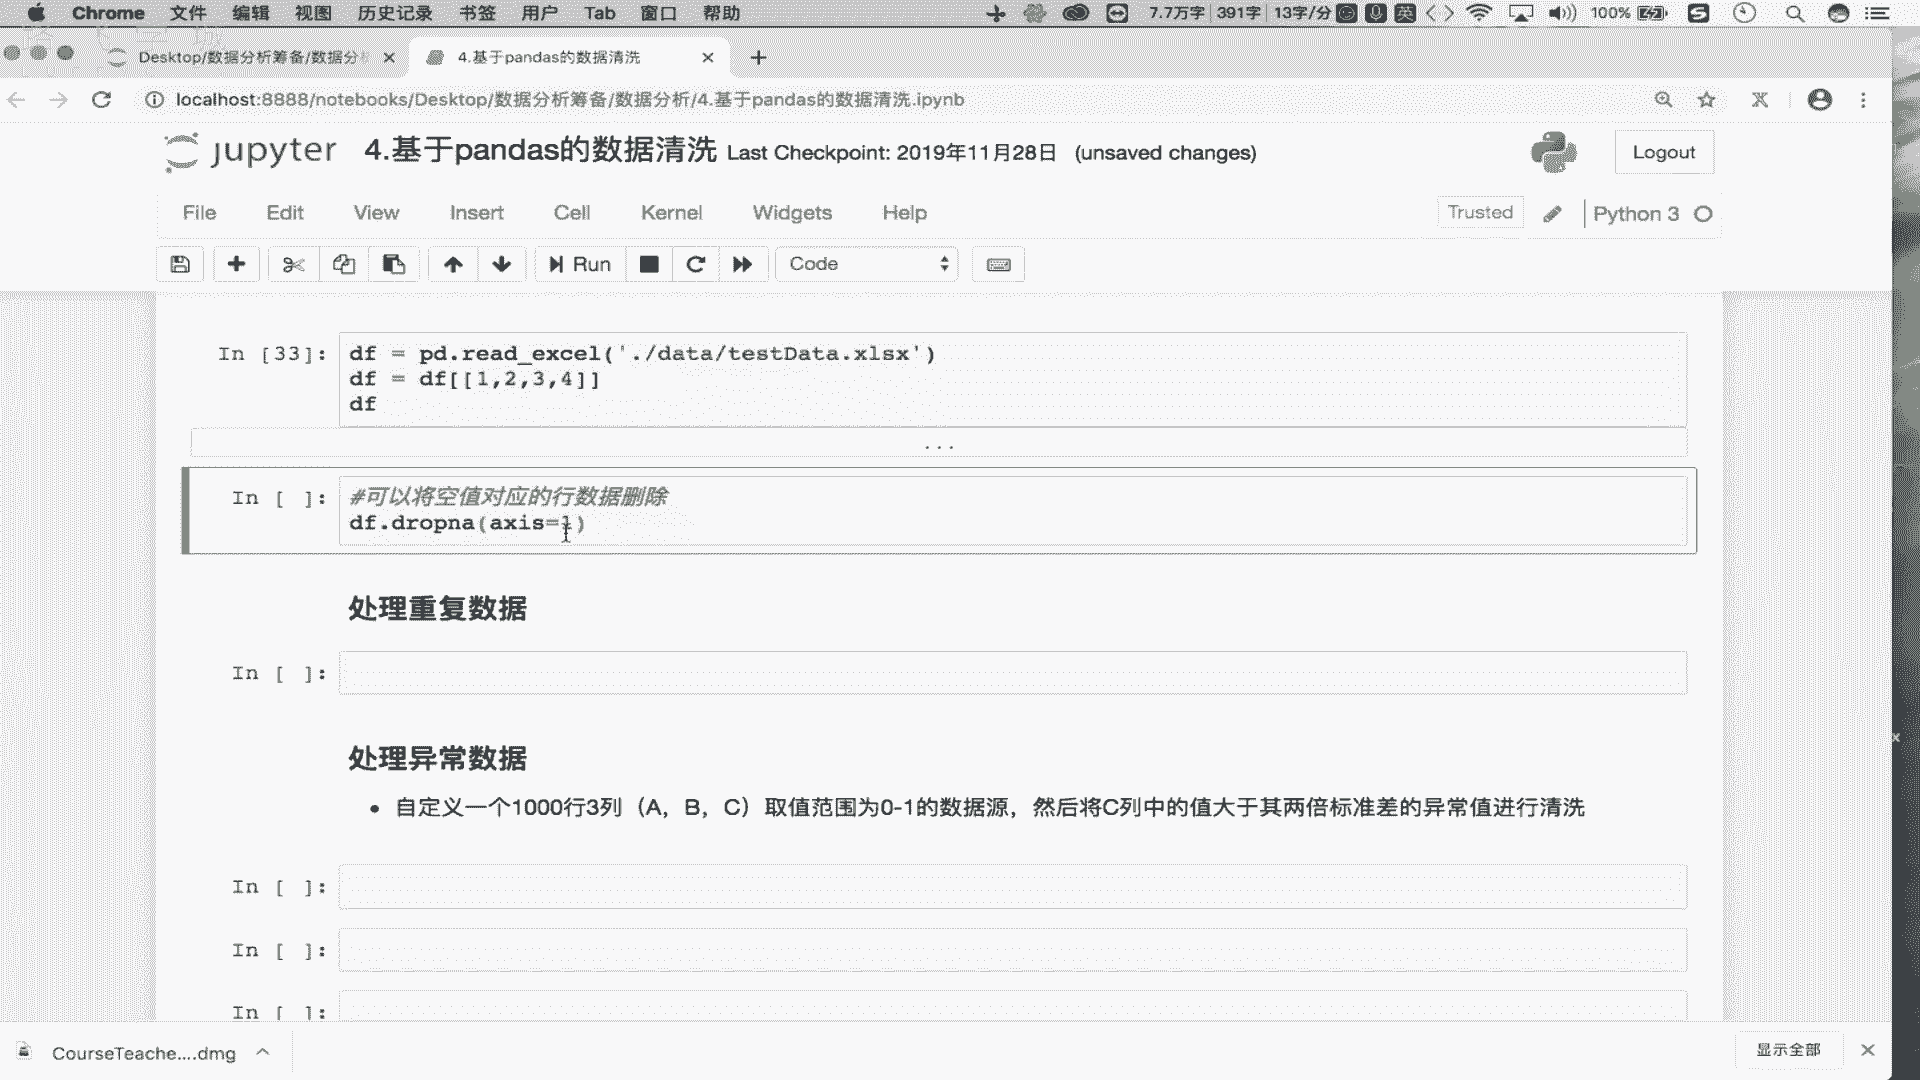 Chrome 文件 编辑 视图 历史记录 书签 用户 Tab 窗口 帮助 7.7万字 391字 13字/分 英 100%
Desktop/数据分析筹备/数据分 4.基于pandas的数据清洗
localhost:8888/notebooks/Desktop/数据分析筹备/数据分析/4.基于pandas的数据清洗.ipynb
jupyter 4.基于pandas的数据清洗 Last Checkpoint: 2019年11月28日 (unsaved changes) Logout
File Edit View Insert Cell Kernel Widgets Help Trusted Python 3
Run Code
In [33]: df = pd.read_excel('./data/testData.xlsx')
df = df[[1,2,3,4]]
df
...
In [ ]: #可以将空值对应的行数据删除
df.dropna(axis=1)
处理重复数据
In [ ]:
处理异常数据
• 自定义一个1000行3列（A，B，C）取值范围为0-1的数据源，然后将C列中的值大于其两倍标准差的异常值进行清洗
In [ ]:
In [ ]:
In [ ]:
CourseTeache....dmg 显示全部